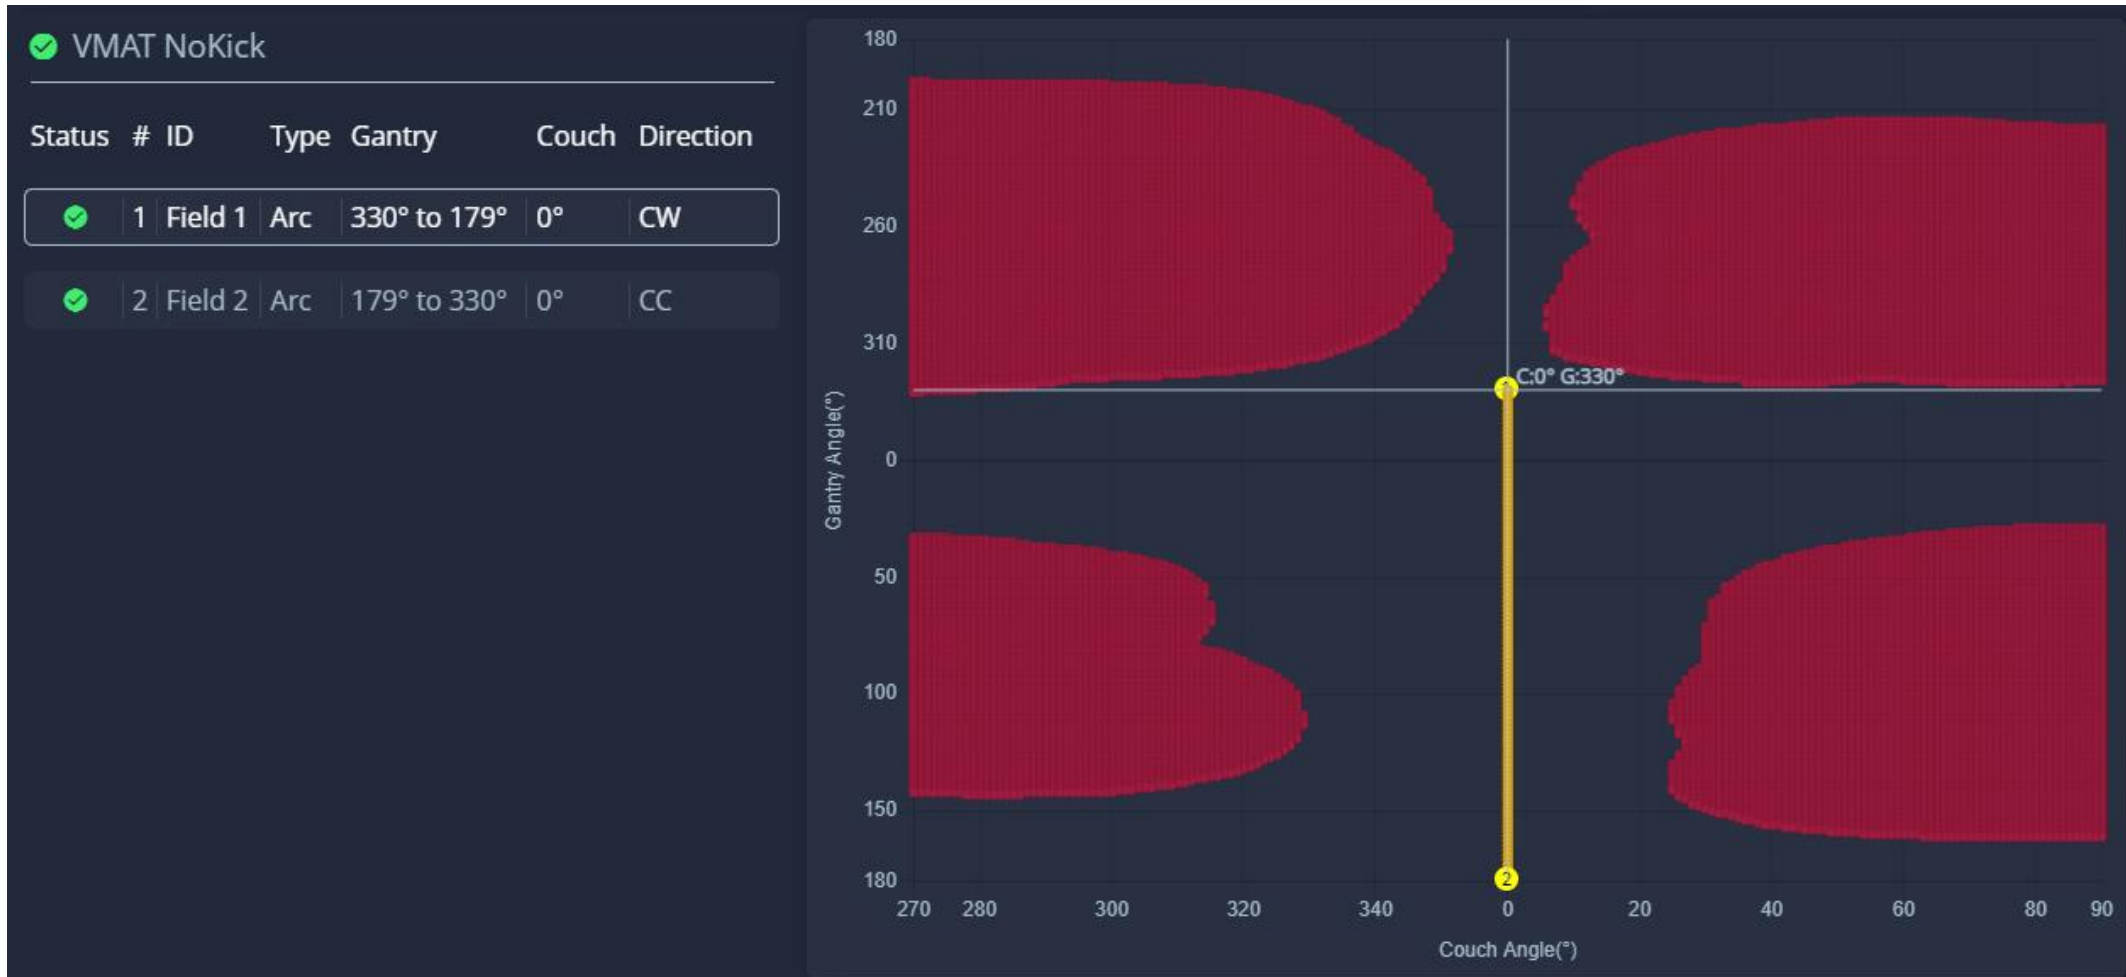 VMAT NoKick
Status # ID Type Gantry Couch Direction
1 Field 1 Arc 330° to 179° 0° CW
2 Field 2 Arc 179° to 330° 0° CC
180
210
260
310
0
50
100
150
180
Gantry Angle(°)
C:0° G:330°
2
270 280 300 320 340 0 20 40 60 80 90
Couch Angle(°)